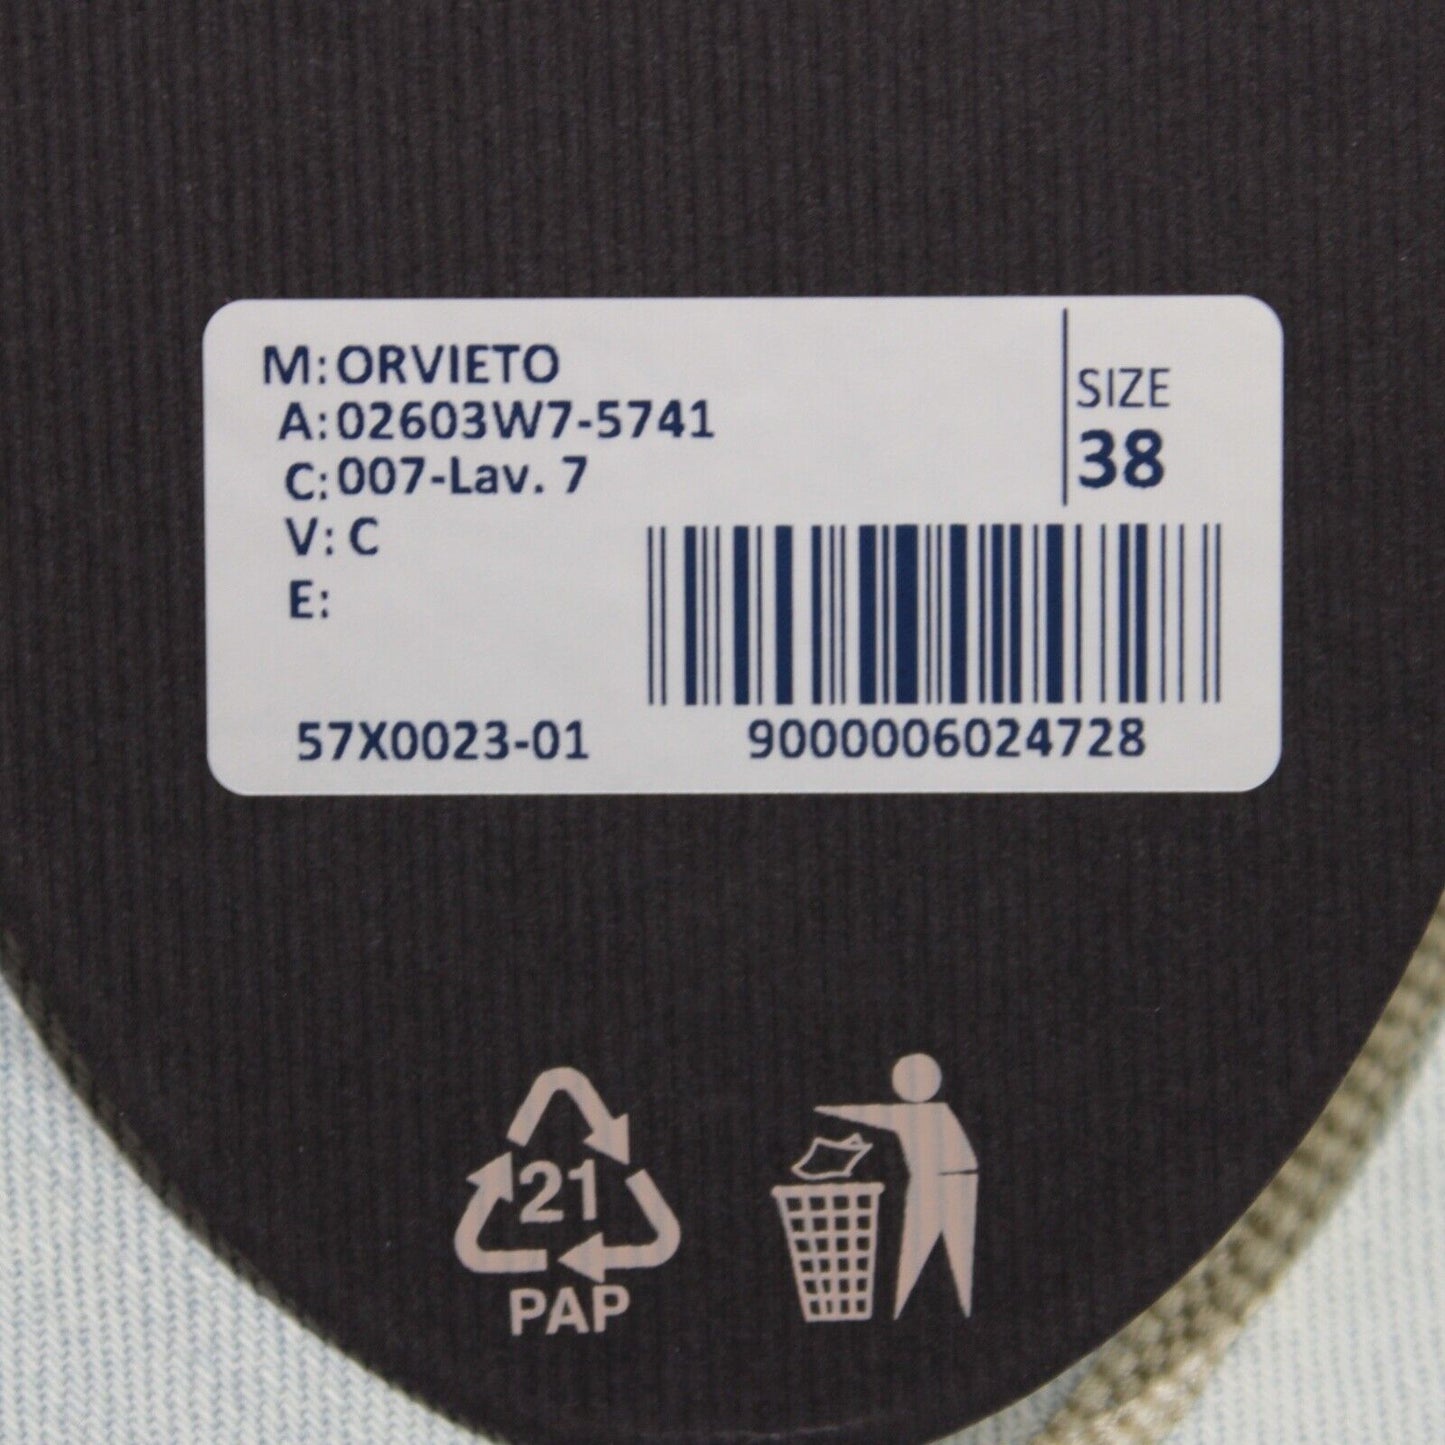 M: ORVIETO
A: 02603W7-5741
C: 007-Lav. 7
V: C
E:
SIZE
38
57X0023-01
9000006024728
21
PAP